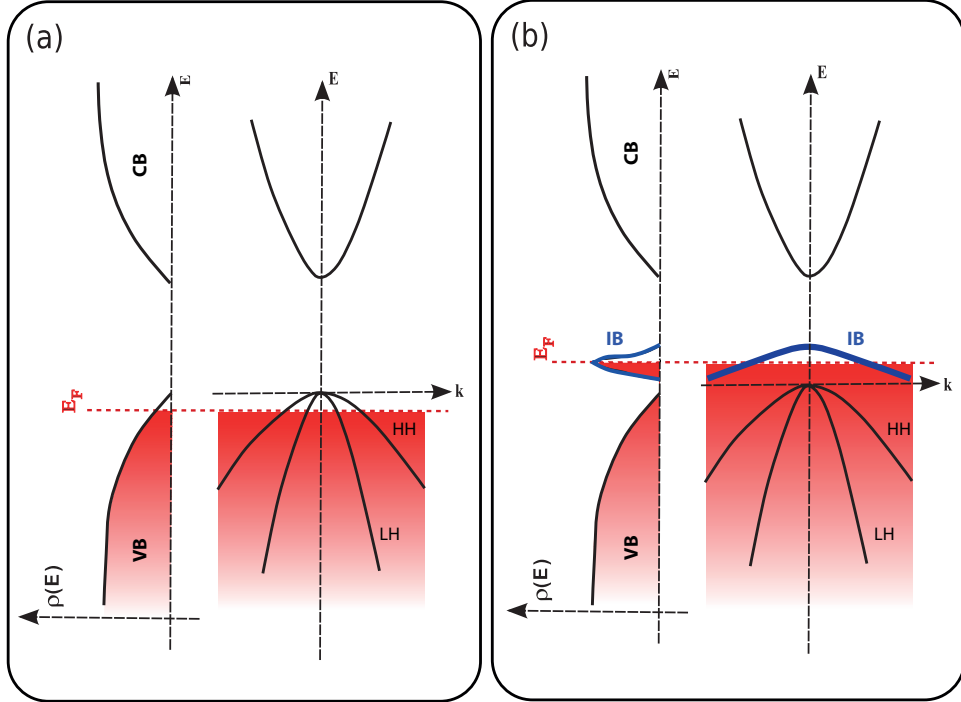 (a)
E
E
CB
E_F
k
HH
LH
VB
ρ(E)
(b)
E
E
CB
IB
IB
E_F
k
HH
LH
VB
ρ(E)